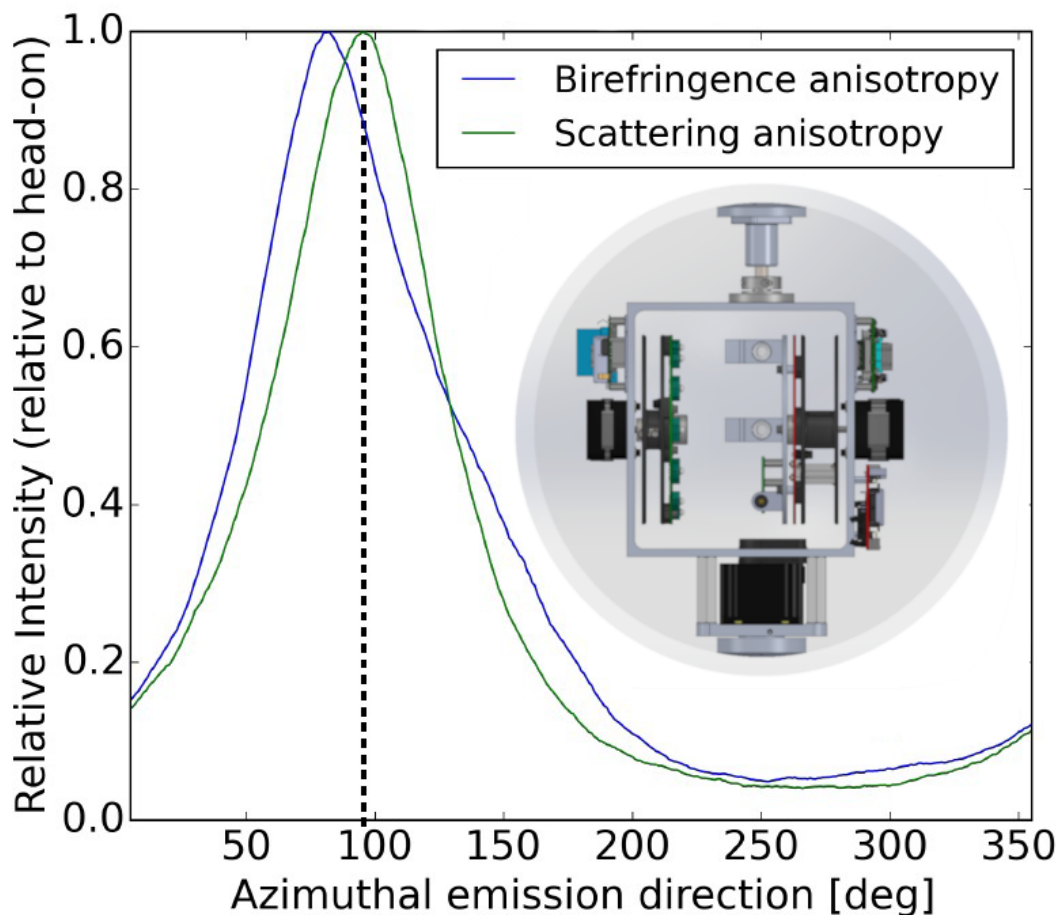 Relative Intensity (relative to head-on)
1.0
0.8
0.6
0.4
0.2
0.0
Birefringence anisotropy
Scattering anisotropy
50 100 150 200 250 300 350
Azimuthal emission direction [deg]